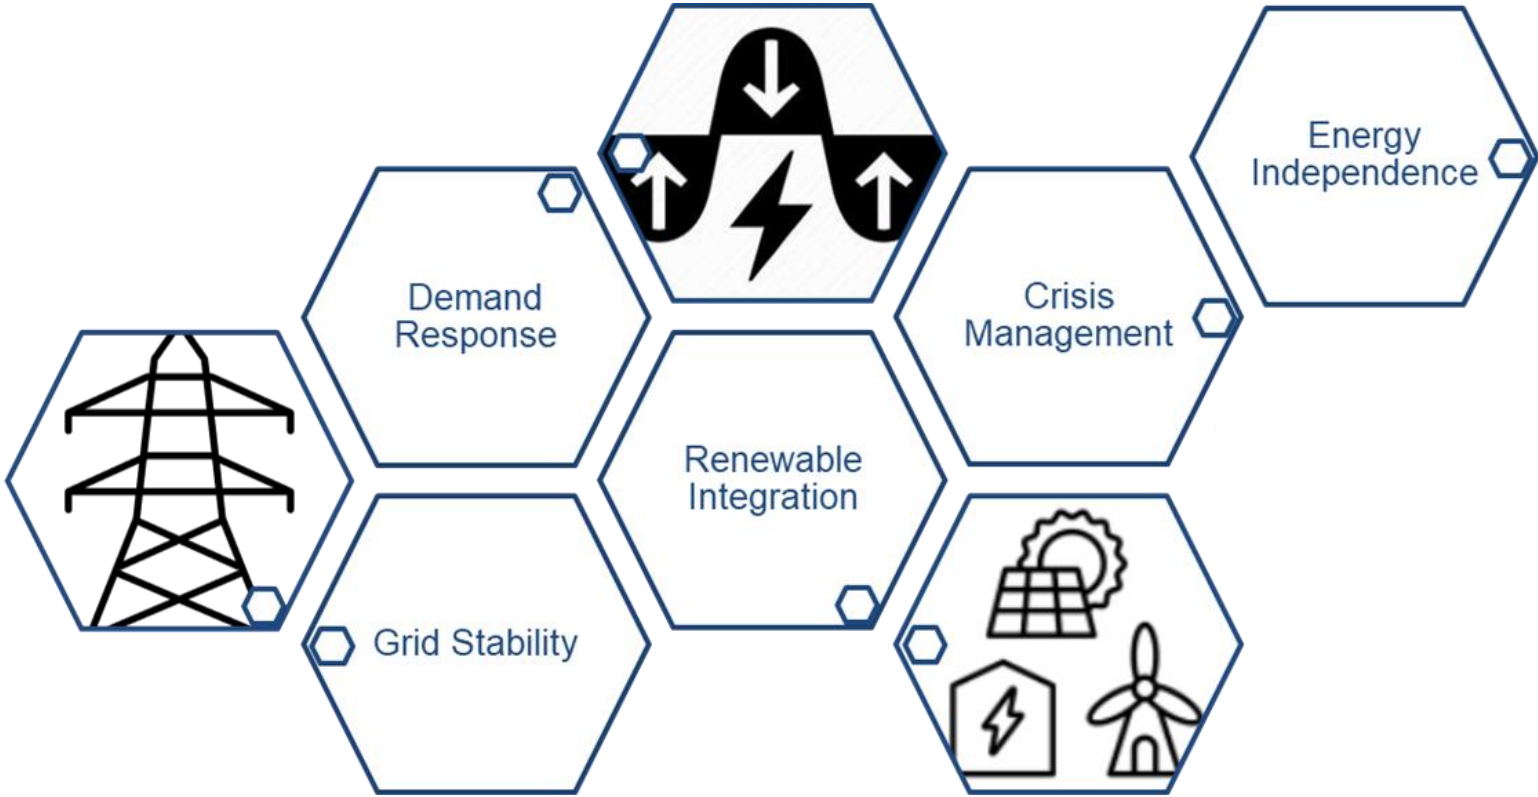 Energy
Independence
Demand
Response
Crisis
Management
Renewable
Integration
Grid Stability